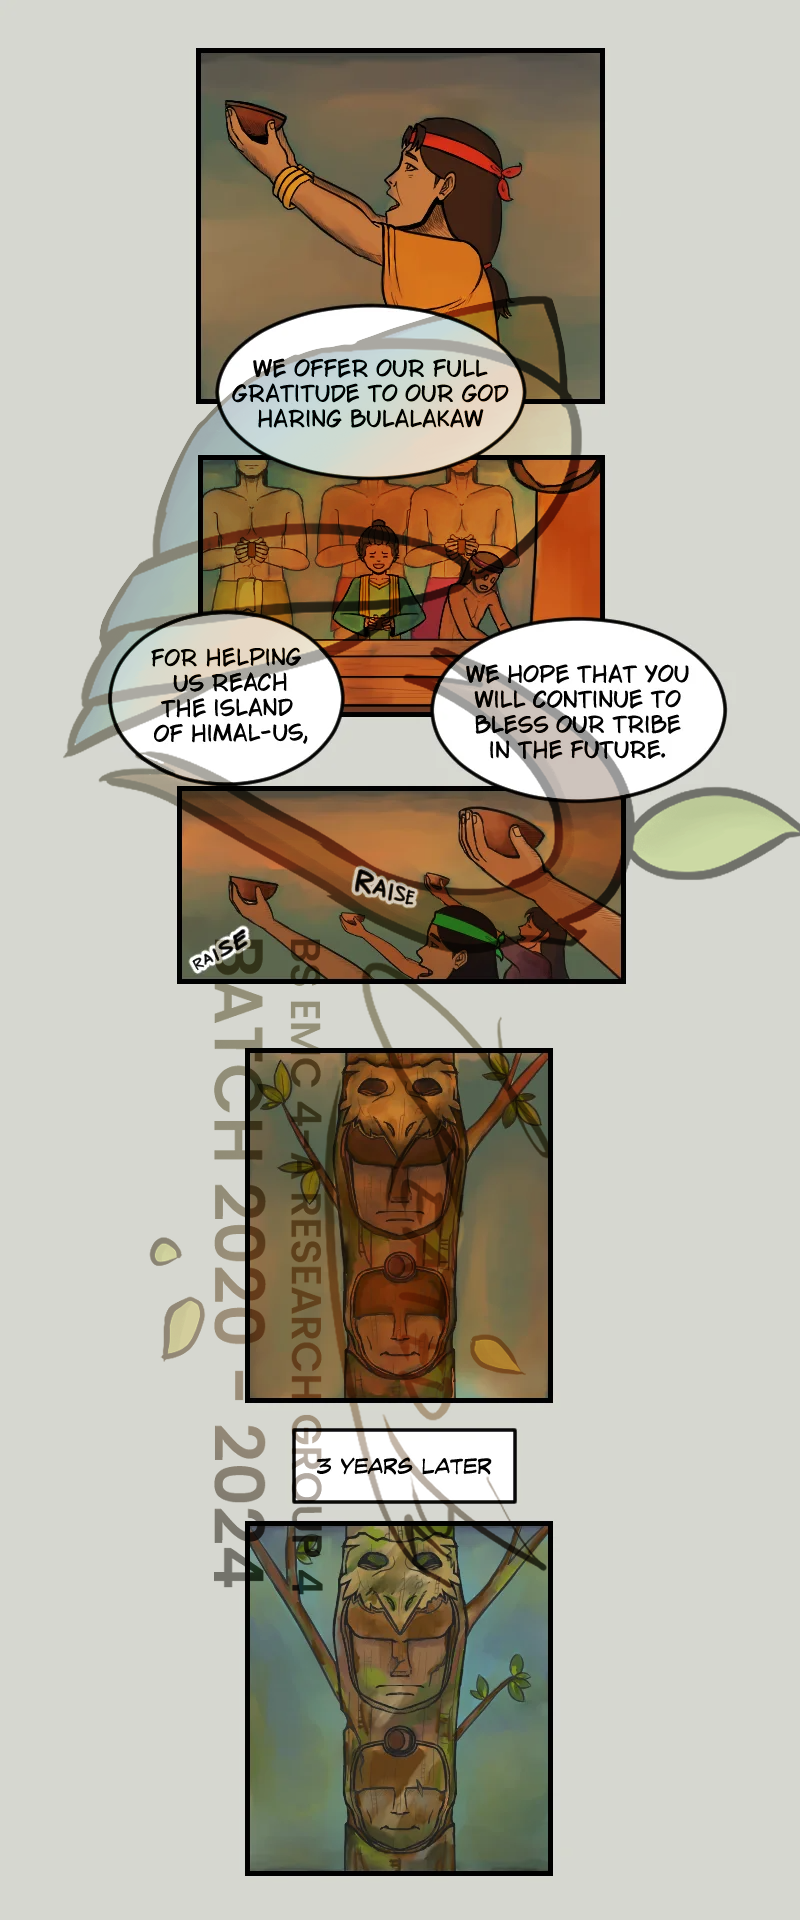 WE OFFER OUR FULL
GRATITUDE TO OUR GOD
HARING BULALAKAW
FOR HELPING
US REACH
THE ISLAND
OF HIMAL-US,
WE HOPE THAT YOU
WILL CONTINUE TO
BLESS OUR TRIBE
IN THE FUTURE.
RAISE
RAISE
BS EMC 4-A RESEARCH GROUP 4
BATCH 2020 - 2024
3 YEARS LATER